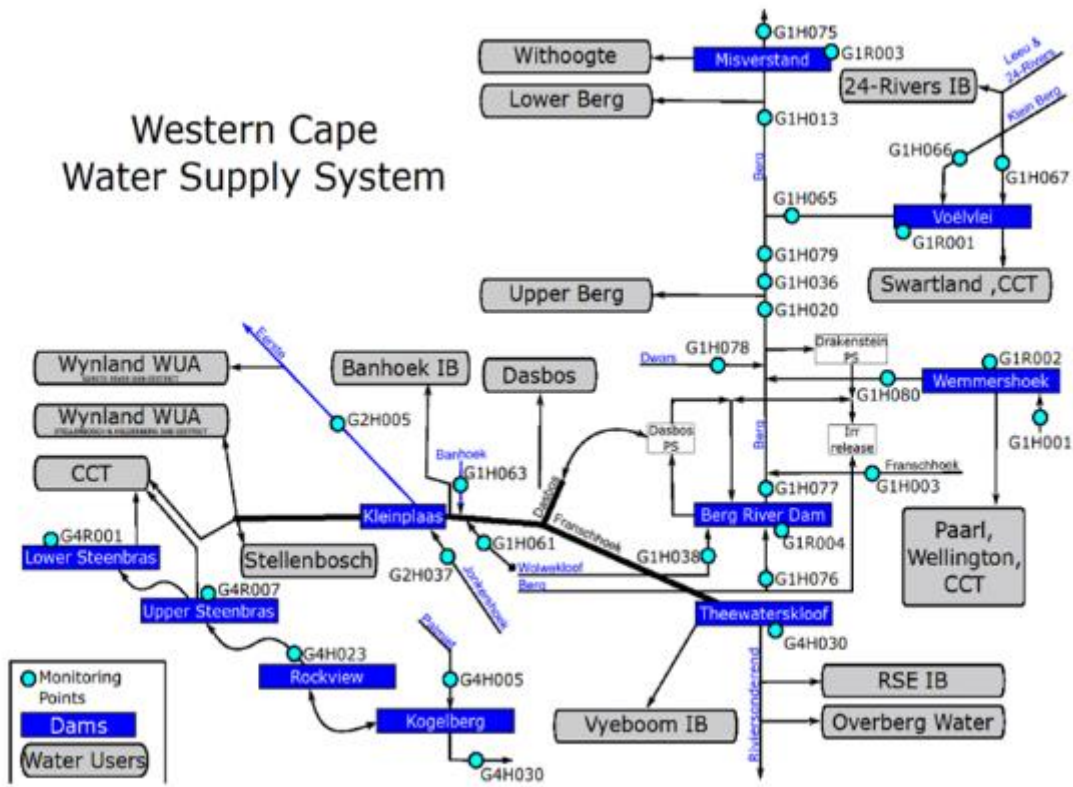 Western Cape
Water Supply System
G1H075
G1R003
Misverstand
Withoogte
Lower Berg
G1H013
Berg
24-Rivers IB
Leeu &
24-Rivers
Klein Berg
G1H066
G1H067
G1H065
Voëlvlei
G1R001
G1H079
G1H036
G1H020
Upper Berg
Swartland ,CCT
Eerste
Wynland WUA
Wynland WUA
CCT
Banhoek IB
Dasbos
G2H005
Dwars
G1H078
Drakenstein
PS
G1R002
Wemmershoek
G1H080
G1H001
Dasbos
PS
Berg
Irr
release
Franschhoek
G1H003
Banhoek
G1H063
Dasbos
G1H077
Berg River Dam
G1R004
Kleinplaas
Franschhoek
G4R001
Lower Steenbras
Stellenbosch
G1H061
G2H037
Wolwekloof
G1H038
Berg
G1H076
Paarl,
Wellington,
CCT
G4R007
Upper Steenbras
Jonkershoek
Theewaterskloof
G4H030
Palmiet
G4H023
Rockview
G4H005
Kogelberg
G4H030
Vyeboom IB
Riviersonderend
RSE IB
Overberg Water
Monitoring
Points
Dams
Water Users